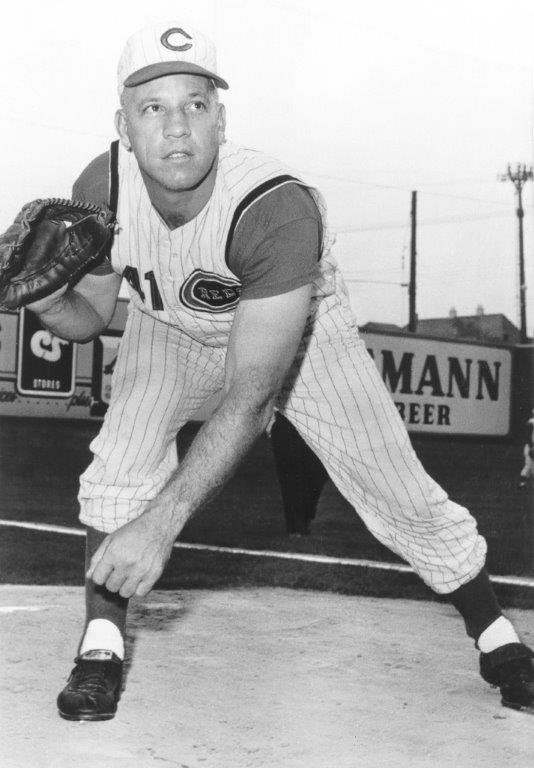 C
41
REDS
CS
STORES
MANN
BEER